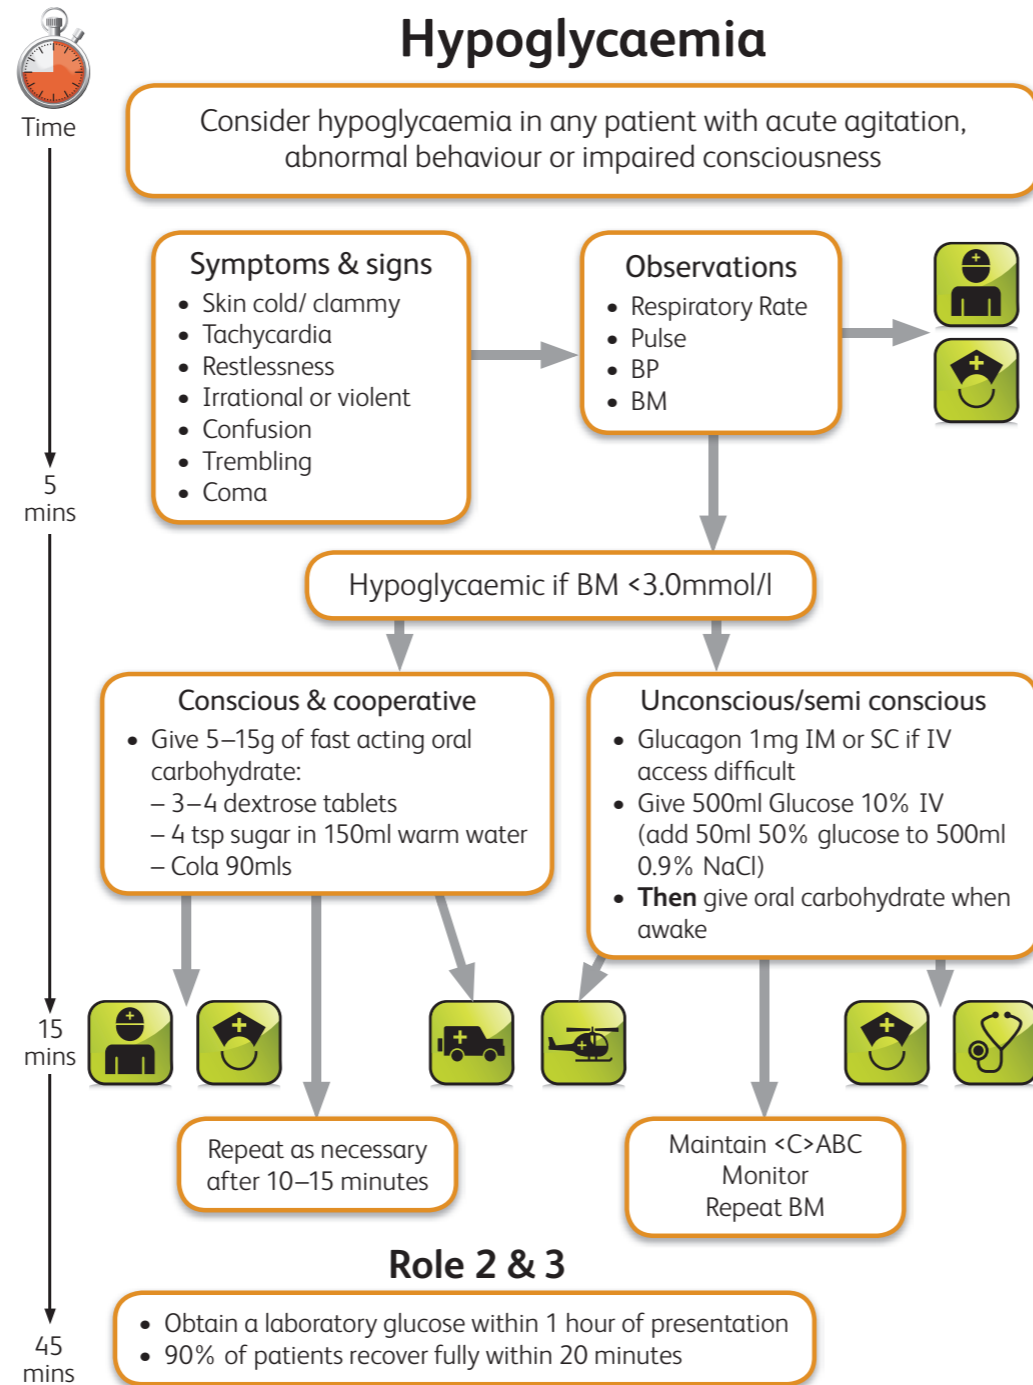 Hypoglycaemia
Time
Consider hypoglycaemia in any patient with acute agitation,
abnormal behaviour or impaired consciousness
Symptoms & signs
• Skin cold/ clammy
• Tachycardia
• Restlessness
• Irrational or violent
• Confusion
• Trembling
• Coma
Observations
• Respiratory Rate
• Pulse
• BP
• BM
5
mins
Hypoglycaemic if BM <3.0mmol/l
Conscious & cooperative
• Give 5–15g of fast acting oral
carbohydrate:
– 3–4 dextrose tablets
– 4 tsp sugar in 150ml warm water
– Cola 90mls
Unconscious/semi conscious
• Glucagon 1mg IM or SC if IV
access difficult
• Give 500ml Glucose 10% IV
(add 50ml 50% glucose to 500ml
0.9% NaCl)
• Then give oral carbohydrate when
awake
15
mins
Repeat as necessary
after 10–15 minutes
Maintain <C>ABC
Monitor
Repeat BM
Role 2 & 3
• Obtain a laboratory glucose within 1 hour of presentation
• 90% of patients recover fully within 20 minutes
45
mins